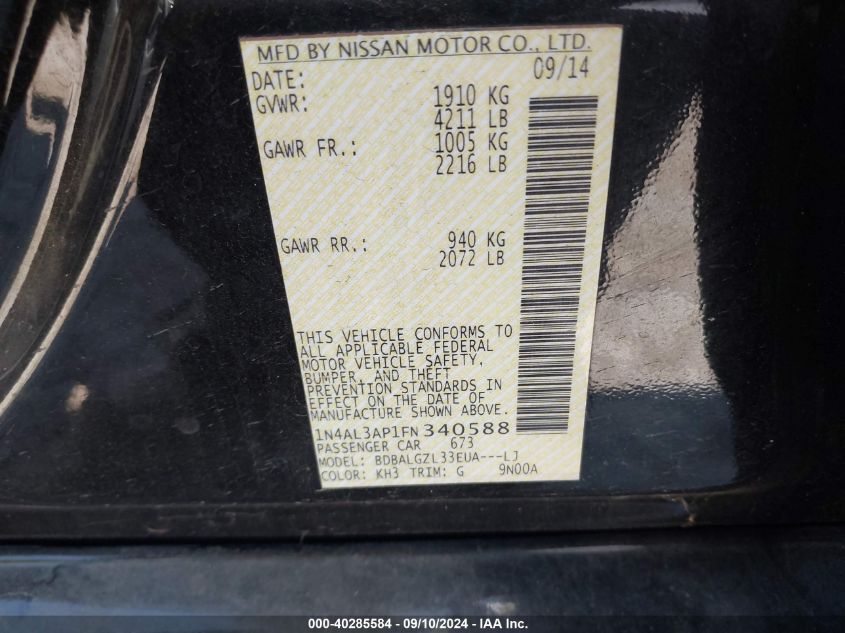 MFD BY NISSAN MOTOR CO., LTD.
DATE: 09/14
GVWR: 1910 KG
4211 LB
GAWR FR.: 1005 KG
2216 LB
GAWR RR.: 940 KG
2072 LB
THIS VEHICLE CONFORMS TO
ALL APPLICABLE FEDERAL
MOTOR VEHICLE SAFETY,
BUMPER, AND THEFT
PREVENTION STANDARDS IN
EFFECT ON THE DATE OF
MANUFACTURE SHOWN ABOVE.
1N4AL3AP1FN340588
PASSENGER CAR 673
MODEL: BDBALGZL33EUA---LJ
COLOR: KH3 TRIM: G 9N00A
000-40285584 - 09/10/2024 - IAA Inc.